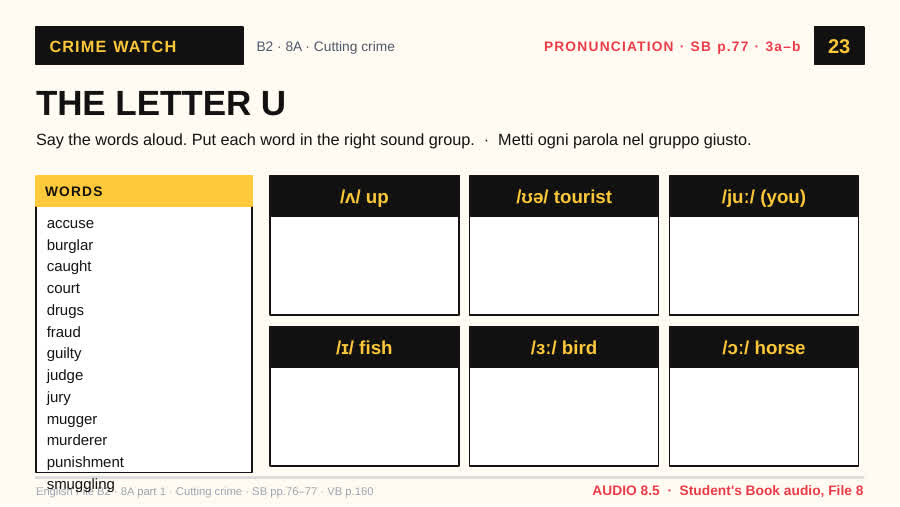 CRIME WATCH
B2 · 8A · Cutting crime
PRONUNCIATION · SB p.77 · 3a–b
23
THE LETTER U
Say the words aloud. Put each word in the right sound group. · Metti ogni parola nel gruppo giusto.
WORDS
accuse
burglar
caught
court
drugs
fraud
guilty
judge
jury
mugger
murderer
punishment
smuggling
/ʌ/ up
/ʊə/ tourist
/juː/ (you)
/ɪ/ fish
/ɜː/ bird
/ɔː/ horse
English File B2 · 8A part 1 · Cutting crime · SB pp.76–77 · VB p.160
AUDIO 8.5 · Student's Book audio, File 8